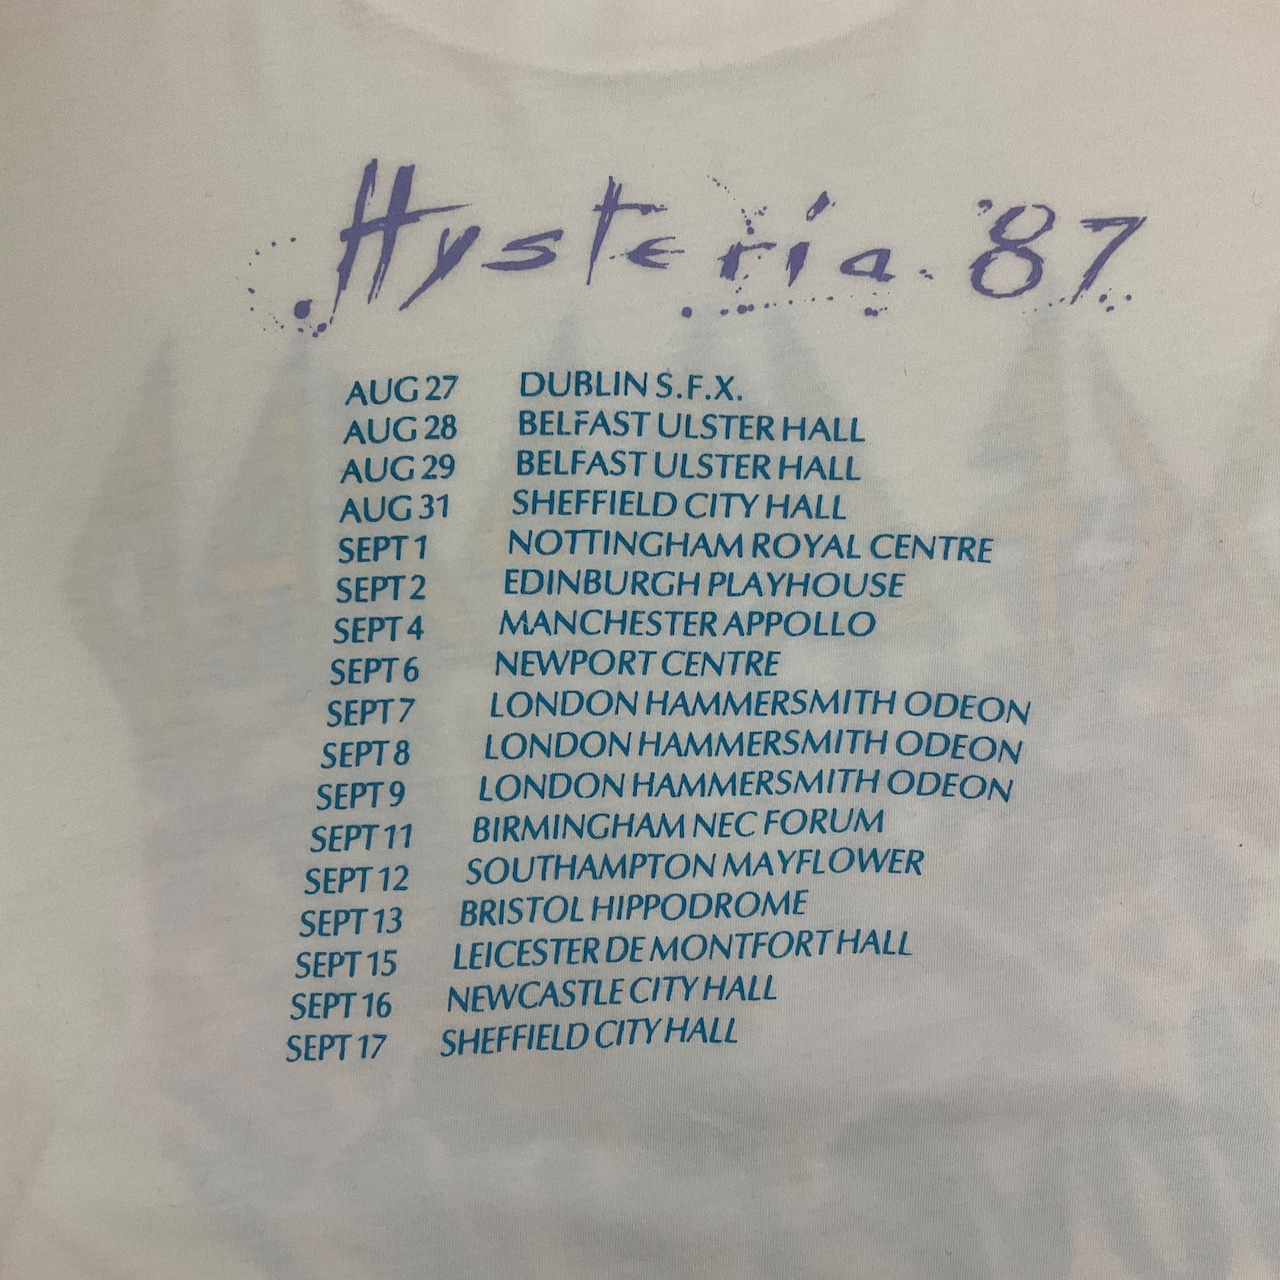 Hysteria '87
AUG 27 DUBLIN S.F.X.
AUG 28 BELFAST ULSTER HALL
AUG 29 BELFAST ULSTER HALL
AUG 31 SHEFFIELD CITY HALL
SEPT 1 NOTTINGHAM ROYAL CENTRE
SEPT 2 EDINBURGH PLAYHOUSE
SEPT 4 MANCHESTER APPOLLO
SEPT 6 NEWPORT CENTRE
SEPT 7 LONDON HAMMERSMITH ODEON
SEPT 8 LONDON HAMMERSMITH ODEON
SEPT 9 LONDON HAMMERSMITH ODEON
SEPT 11 BIRMINGHAM NEC FORUM
SEPT 12 SOUTHAMPTON MAYFLOWER
SEPT 13 BRISTOL HIPPODROME
SEPT 15 LEICESTER DE MONTFORT HALL
SEPT 16 NEWCASTLE CITY HALL
SEPT 17 SHEFFIELD CITY HALL